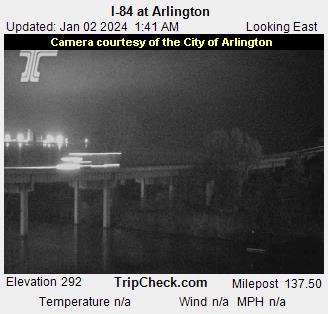 I-84 at Arlington
Updated: Jan 02 2024 1:41 AM Looking East
Camera courtesy of the City of Arlington
Elevation 292 TripCheck.com Milepost 137.50
Temperature n/a Wind n/a MPH n/a